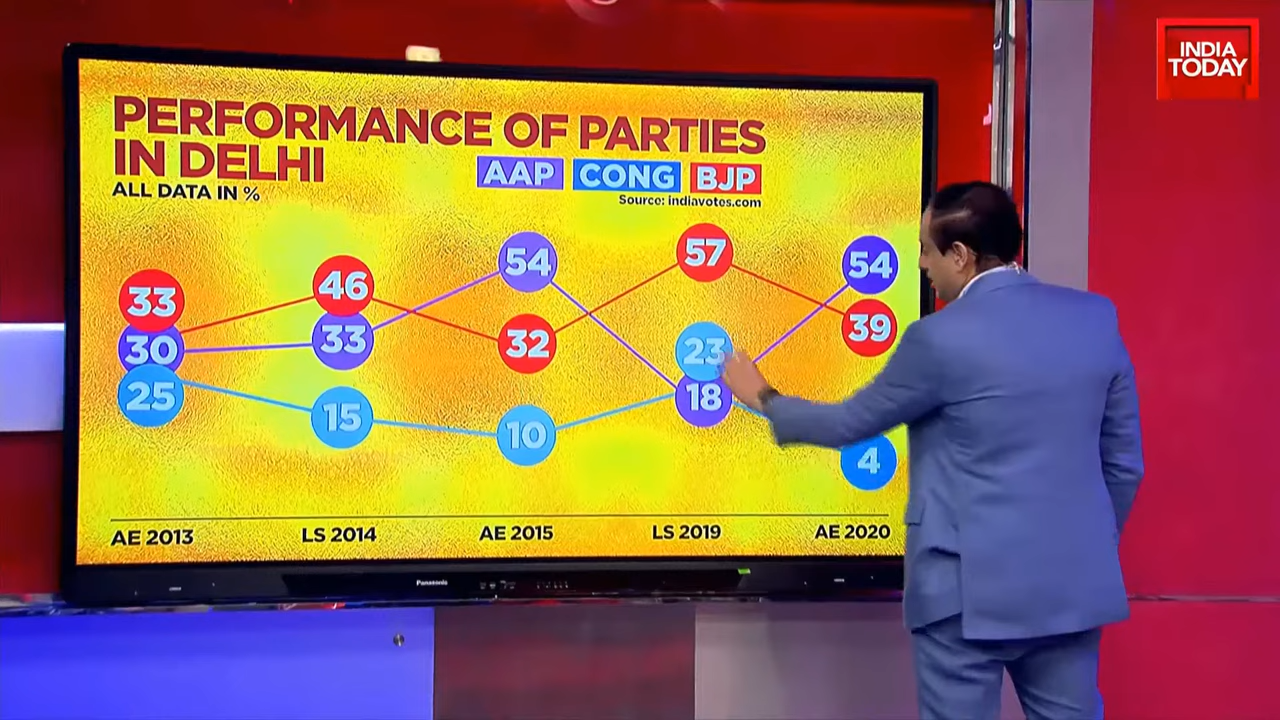 INDIA
TODAY
PERFORMANCE OF PARTIES
IN DELHI
AAP CONG BJP
ALL DATA IN %
Source: indiavotes.com
33 46 54 57 54
30 33 32 23 39
25 15 10 18 4
AE 2013 LS 2014 AE 2015 LS 2019 AE 2020
Panasonic